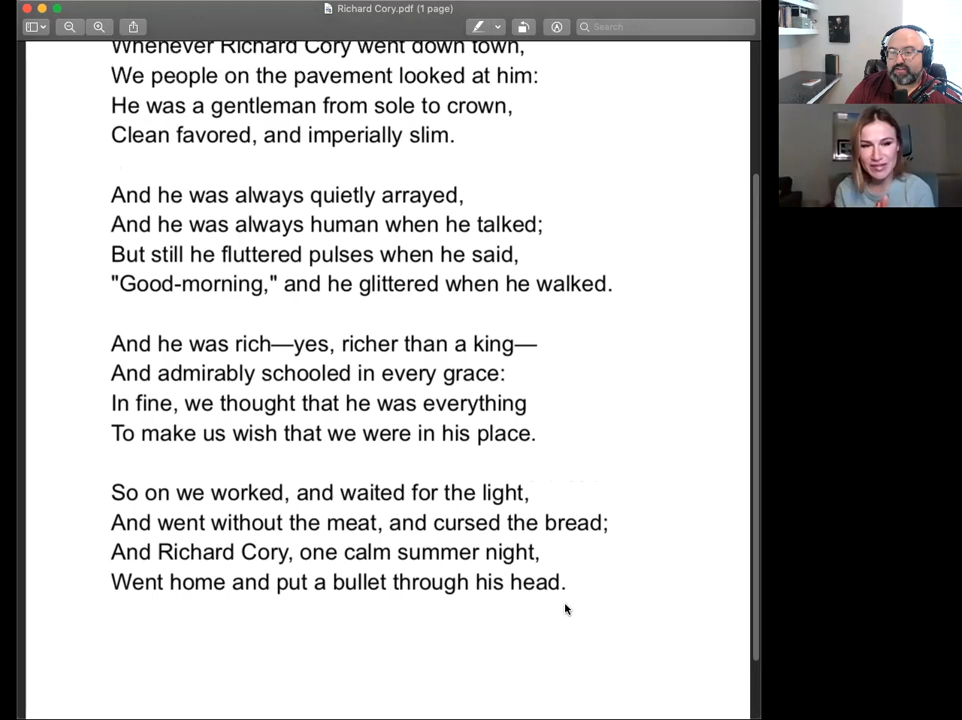 Richard Cory.pdf (1 page)
Search
Whenever Richard Cory went down town,
We people on the pavement looked at him:
He was a gentleman from sole to crown,
Clean favored, and imperially slim.
And he was always quietly arrayed,
And he was always human when he talked;
But still he fluttered pulses when he said,
"Good-morning," and he glittered when he walked.
And he was rich—yes, richer than a king—
And admirably schooled in every grace:
In fine, we thought that he was everything
To make us wish that we were in his place.
So on we worked, and waited for the light,
And went without the meat, and cursed the bread;
And Richard Cory, one calm summer night,
Went home and put a bullet through his head.